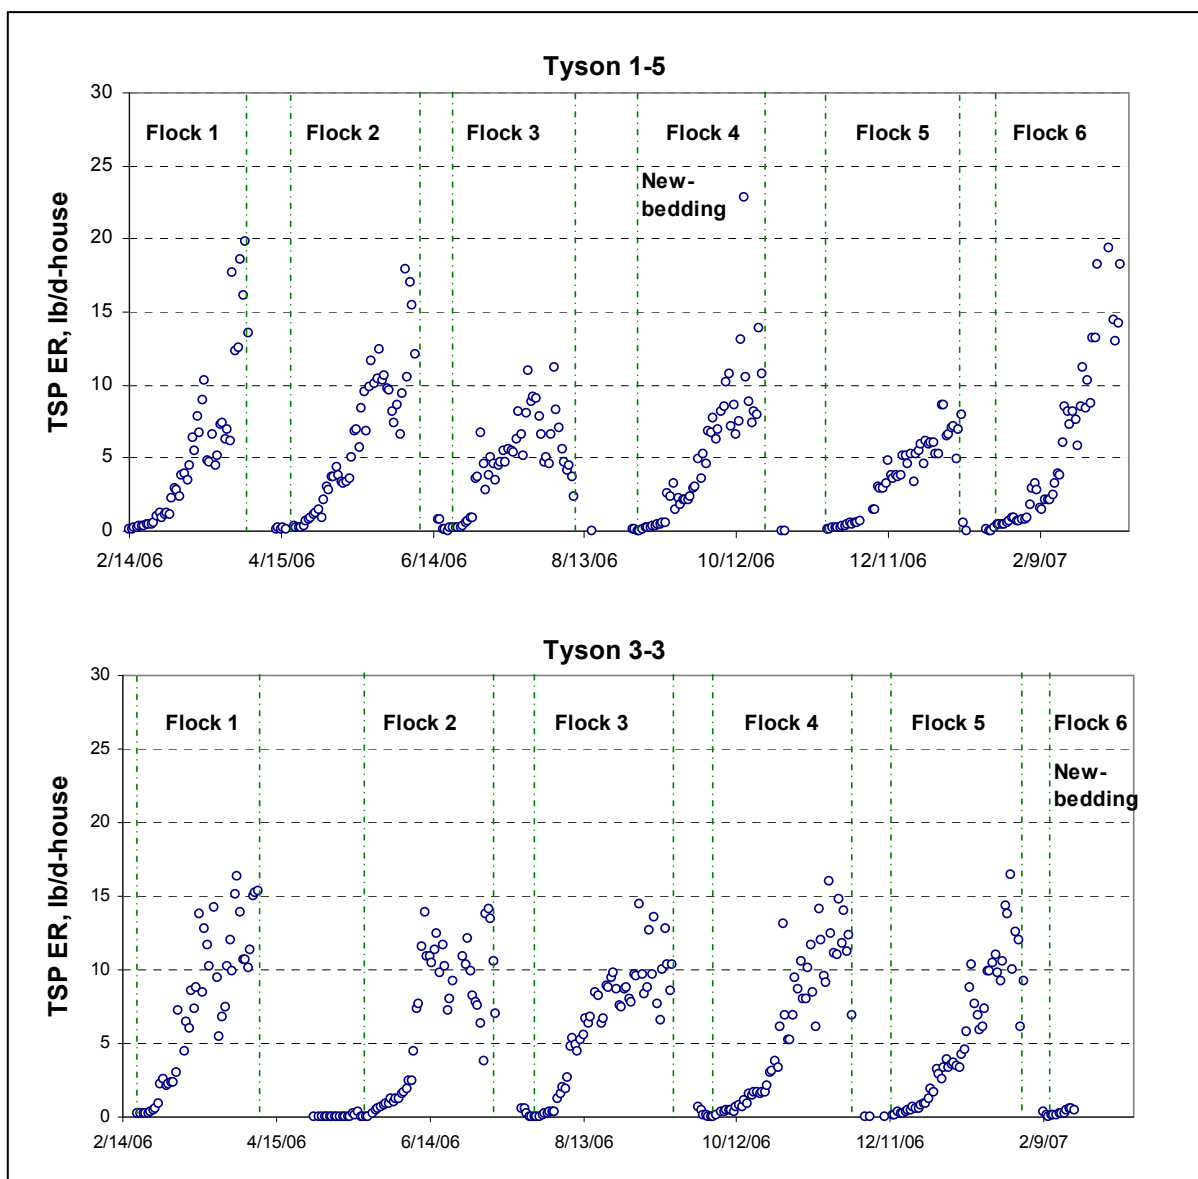 Tyson 1-5
TSP ER, lb/d-house
30
25
20
15
10
5
0
Flock 1
Flock 2
Flock 3
Flock 4
Flock 5
Flock 6
New-
bedding
2/14/06
4/15/06
6/14/06
8/13/06
10/12/06
12/11/06
2/9/07
Tyson 3-3
TSP ER, lb/d-house
30
25
20
15
10
5
0
Flock 1
Flock 2
Flock 3
Flock 4
Flock 5
Flock 6
New-
bedding
2/14/06
4/15/06
6/14/06
8/13/06
10/12/06
12/11/06
2/9/07